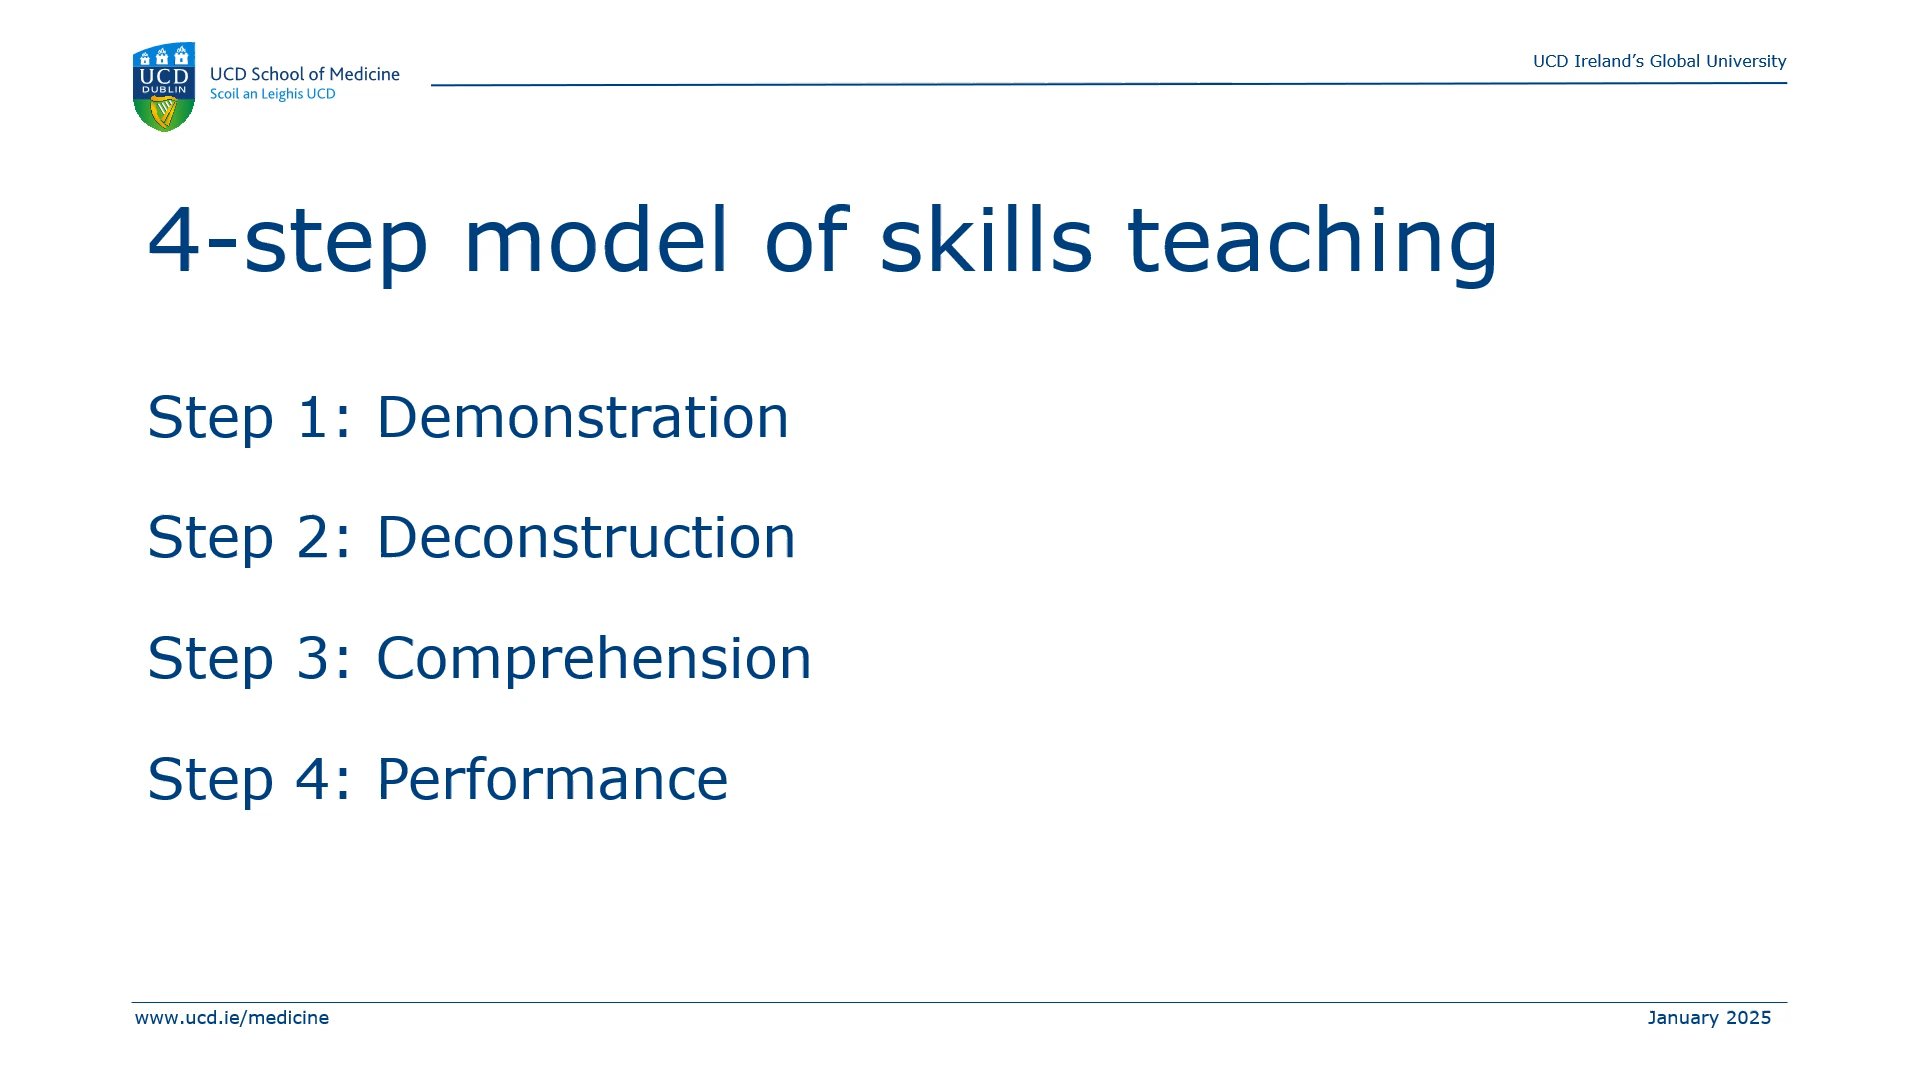 UCD
DUBLIN
UCD School of Medicine
Scoil an Leighis UCD
UCD Ireland’s Global University
4-step model of skills teaching
Step 1: Demonstration
Step 2: Deconstruction
Step 3: Comprehension
Step 4: Performance
www.ucd.ie/medicine
January 2025